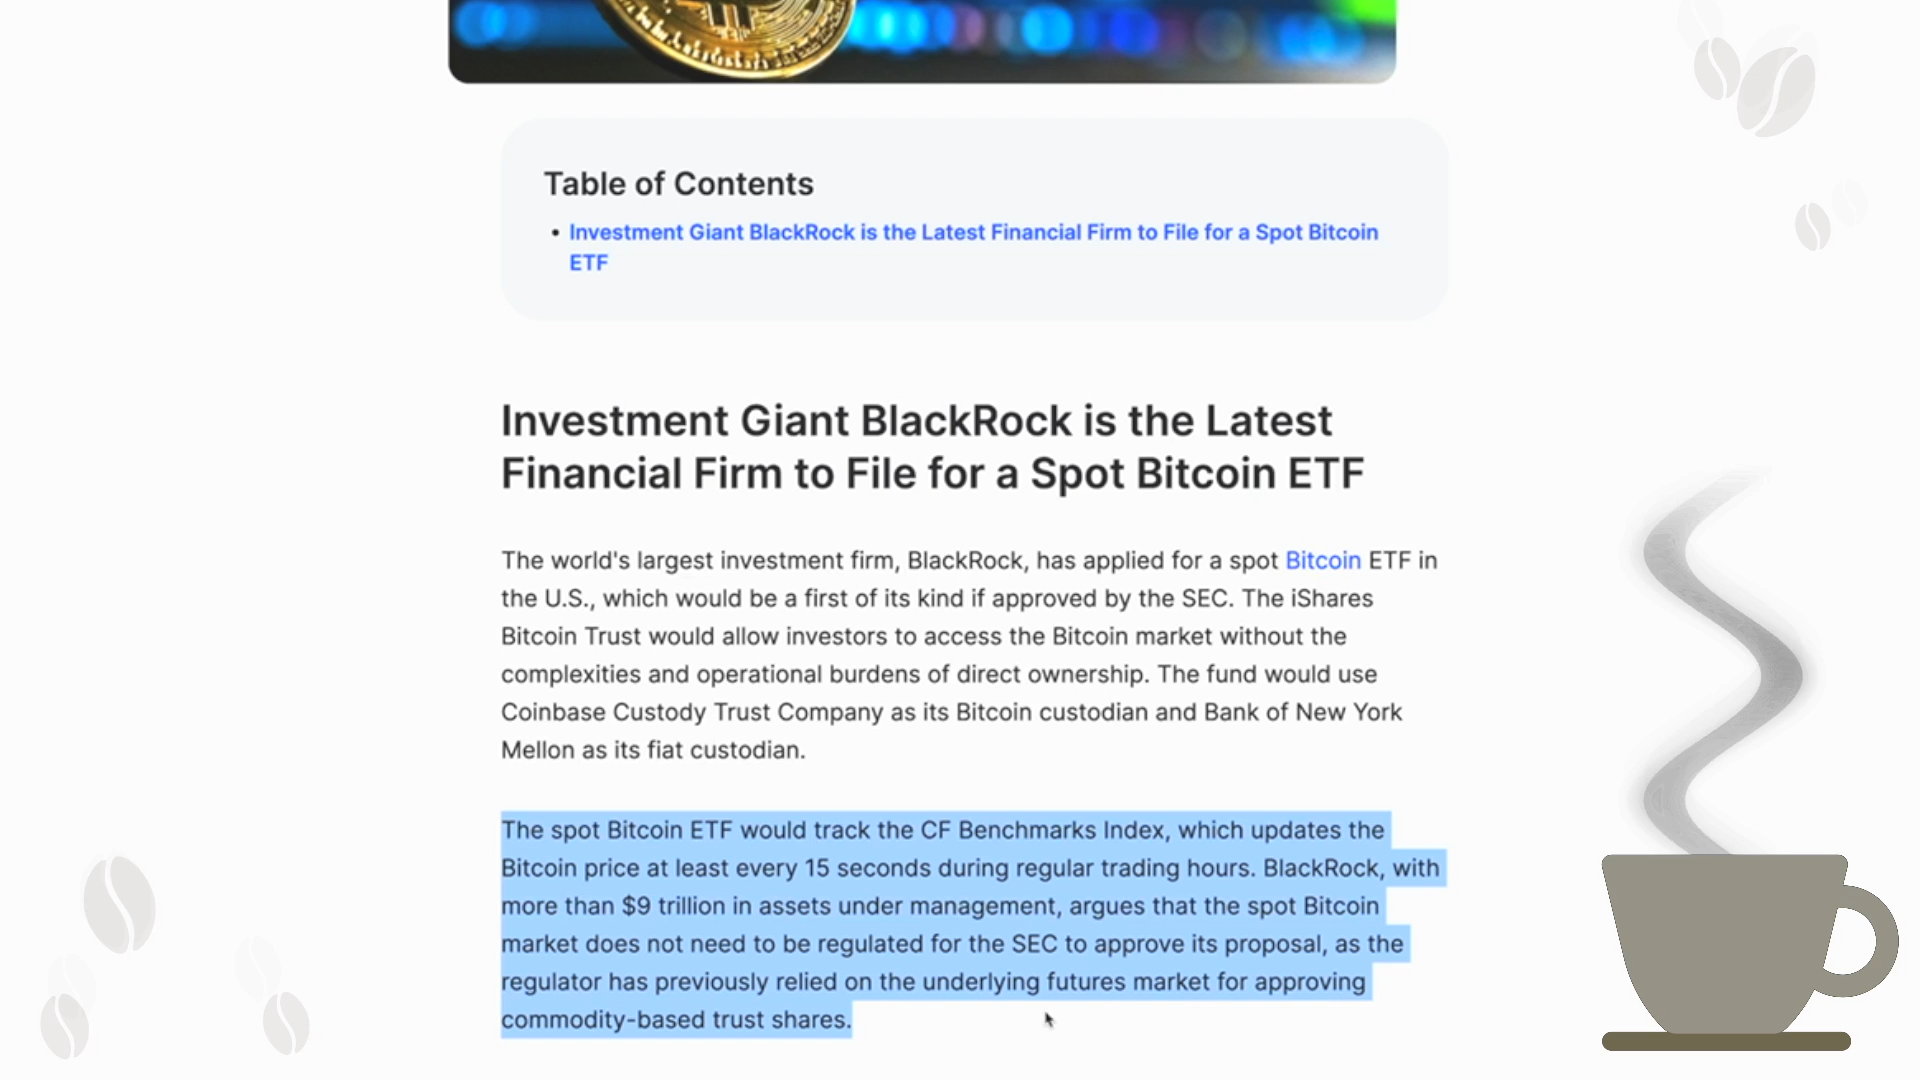 Table of Contents
• Investment Giant BlackRock is the Latest Financial Firm to File for a Spot Bitcoin
ETF
Investment Giant BlackRock is the Latest
Financial Firm to File for a Spot Bitcoin ETF
The world's largest investment firm, BlackRock, has applied for a spot Bitcoin ETF in
the U.S., which would be a first of its kind if approved by the SEC. The iShares
Bitcoin Trust would allow investors to access the Bitcoin market without the
complexities and operational burdens of direct ownership. The fund would use
Coinbase Custody Trust Company as its Bitcoin custodian and Bank of New York
Mellon as its fiat custodian.
The spot Bitcoin ETF would track the CF Benchmarks Index, which updates the
Bitcoin price at least every 15 seconds during regular trading hours. BlackRock, with
more than $9 trillion in assets under management, argues that the spot Bitcoin
market does not need to be regulated for the SEC to approve its proposal, as the
regulator has previously relied on the underlying futures market for approving
commodity-based trust shares.